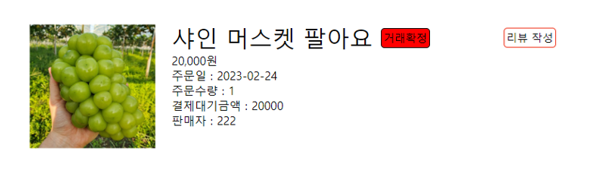 샤인 머스켓 팔아요 거래확정 리뷰 작성
20,000원
주문일 : 2023-02-24
주문수량 : 1
결제대기금액 : 20000
판매자 : 222